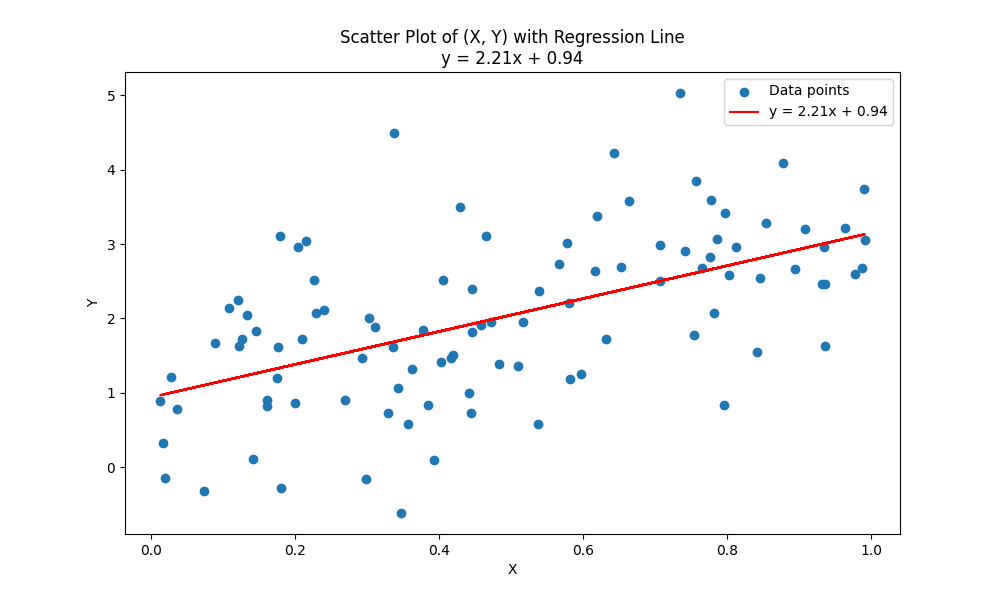 Scatter Plot of (X, Y) with Regression Line
y = 2.21x + 0.94
Data points
y = 2.21x + 0.94
5
4
3
2
1
0
Y
0.0 0.2 0.4 0.6 0.8 1.0
X